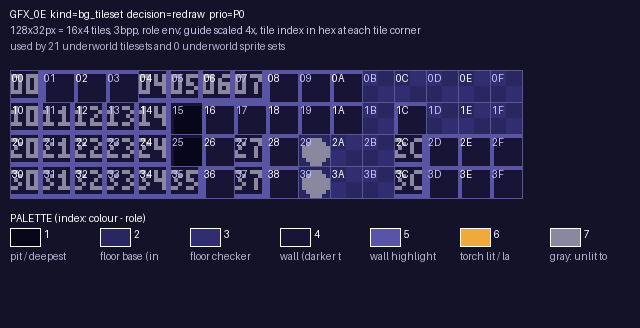 GFX_0E kind=bg_tileset decision=redraw prio=P0
128x32px = 16x4 tiles, 3bpp, role env; guide scaled 4x, tile index in hex at each tile corner
used by 21 underworld tilesets and 0 underworld sprite sets
00 01 02 03 04 05 06 07 08 09 0A 0B 0C 0D 0E 0F
10 11 12 13 14 15 16 17 18 19 1A 1B 1C 1D 1E 1F
20 21 22 23 24 25 26 27 28 29 2A 2B 2C 2D 2E 2F
30 31 32 33 34 35 36 37 38 39 3A 3B 3C 3D 3E 3F
PALETTE (index: colour - role)
1 2 3 4 5 6 7
pit / deepest floor base (in floor checker wall (darker t wall highlight torch lit / la gray: unlit to